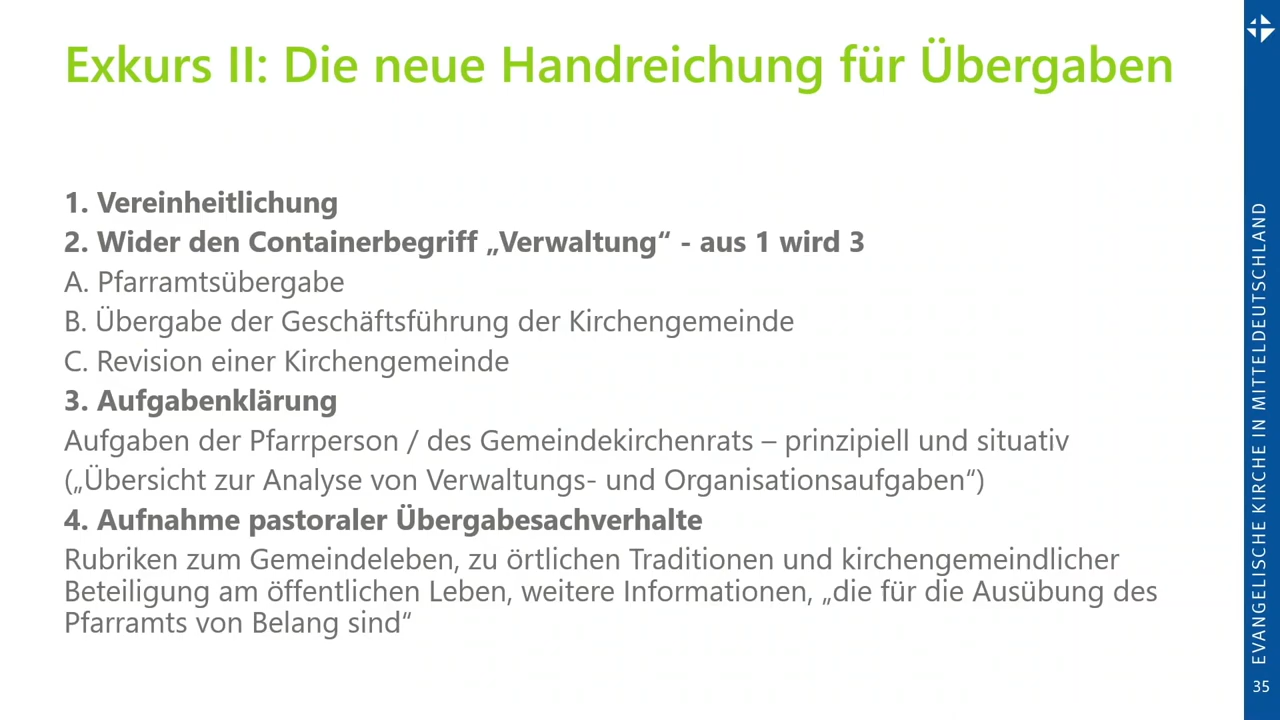 Exkurs II: Die neue Handreichung für Übergaben
1. Vereinheitlichung
2. Wider den Containerbegriff „Verwaltung“ - aus 1 wird 3
A. Pfarramtsübergabe
B. Übergabe der Geschäftsführung der Kirchengemeinde
C. Revision einer Kirchengemeinde
3. Aufgabenklärung
Aufgaben der Pfarrperson / des Gemeindekirchenrats – prinzipiell und situativ
(„Übersicht zur Analyse von Verwaltungs- und Organisationsaufgaben“)
4. Aufnahme pastoraler Übergabesachverhalte
Rubriken zum Gemeindeleben, zu örtlichen Traditionen und kirchengemeindlicher
Beteiligung am öffentlichen Leben, weitere Informationen, „die für die Ausübung des
Pfarramts von Belang sind“
EVANGELISCHE KIRCHE IN MITTELDEUTSCHLAND
35